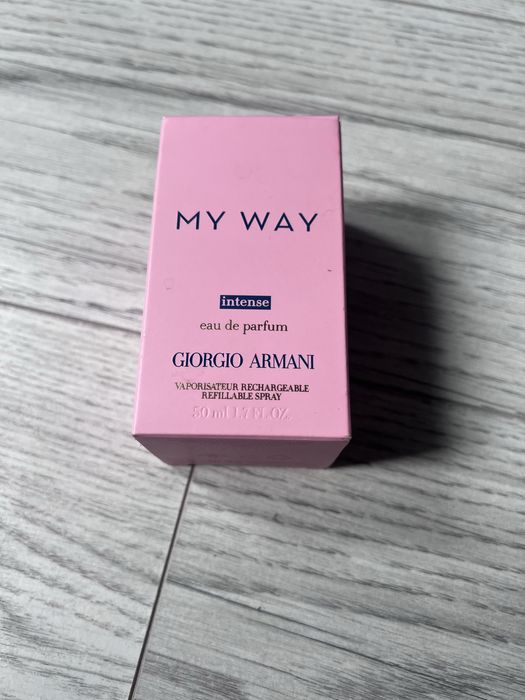 MY WAY
intense
eau de parfum
GIORGIO ARMANI
VAPORISATEUR RECHARGEABLE
REFILLABLE SPRAY
50 ml 1.7 FL.OZ.